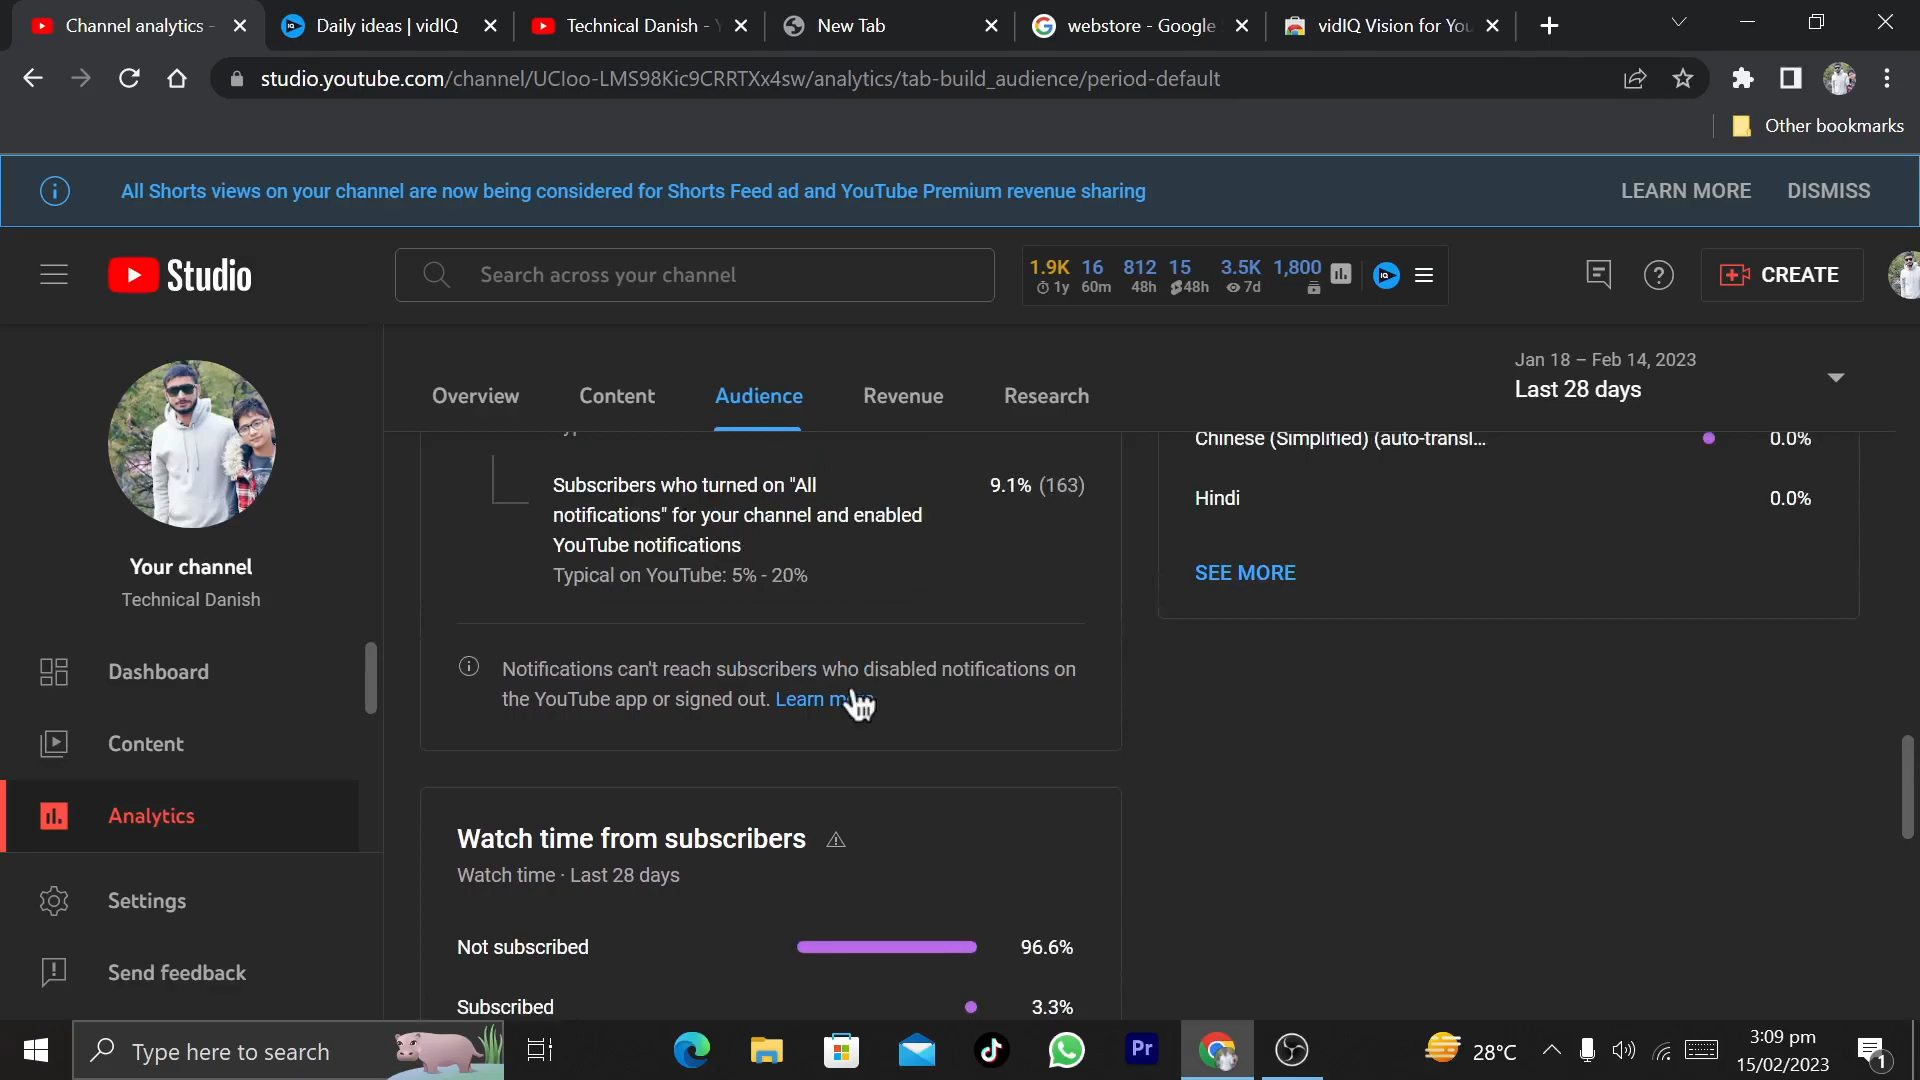 Channel analytics -
Daily ideas | vidIQ
Technical Danish - Y
New Tab
webstore - Google
vidIQ Vision for You
studio.youtube.com/channel/UCIoo-LMS98Kic9CRRTXx4sw/analytics/tab-build_audience/period-default
Other bookmarks
All Shorts views on your channel are now being considered for Shorts Feed ad and YouTube Premium revenue sharing
LEARN MORE
DISMISS
Studio
Search across your channel
1.9K 16 812 15 3.5K 1,800
1y 60m 48h 48h 7d
CREATE
Overview
Content
Audience
Revenue
Research
Jan 18 – Feb 14, 2023
Last 28 days
Your channel
Technical Danish
Dashboard
Content
Analytics
Settings
Send feedback
Subscribers who turned on "All
notifications" for your channel and enabled
YouTube notifications
Typical on YouTube: 5% - 20%
9.1% (163)
Notifications can't reach subscribers who disabled notifications on
the YouTube app or signed out. Learn
Watch time from subscribers
Watch time · Last 28 days
Not subscribed 96.6%
Subscribed 3.3%
Chinese (Simplified) (auto-transl... 0.0%
Hindi 0.0%
SEE MORE
Type here to search
Pr
28°C
3:09 pm
15/02/2023
1